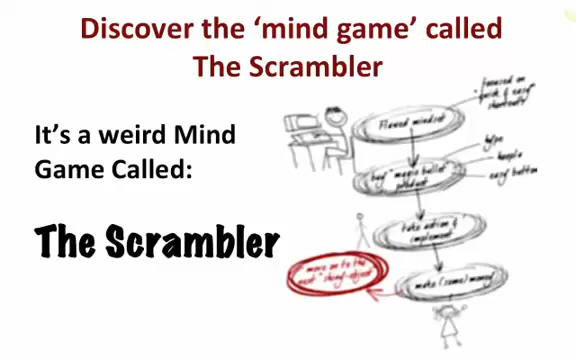 Discover the ‘mind game’ called
The Scrambler
It’s a weird Mind
Game Called:
The Scrambler
focused on
quick & easy
shortcuts
Flawed mindset
hype
people
easy button
buy "magic bullet"
product
take action &
implement
move on to the
next "shiny-object
make (some) money